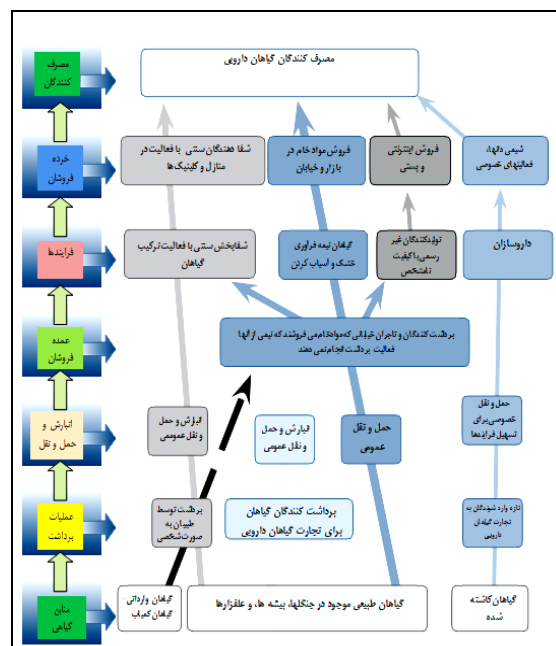 مصرف
کنندگان
مصرف کنندگان گیاهان دارویی
خرده
فروشان
شفا دهندگان سنتی با فعالیت در
منازل و کلینیک ها
فروش مواد خام در
بازار و خیابان
فروش اینترنتی
و پستی
شیمی دانها،
فعالیتهای خصوصی
فرایندها
شفابخش سنتی با فعالیت ترکیب
گیاهان
گیاهان نیمه فراوری
خشک و آسیاب کردن
تولیدکنندگان غیر
رسمی با کیفیت
نامشخص
داروسازان
عمده
فروشان
برداشت کنندگان و تاجران خیابانی که مواد خام می فروشند که نیمی از آنها
فعالیت برداشت انجام نمی دهند
انبارش و
حمل و نقل
انبارش و حمل
و نقل عمومی
انبارش و حمل و
نقل عمومی
حمل و نقل
عمومی
حمل و نقل
خصوصی برای
تسهیل فرایندها
عملیات
برداشت
برداشت توسط
طبیبان به
صورت شخصی
برداشت کنندگان گیاهان
برای تجارت گیاهان دارویی
تازه وارد شوندگان به
تجارت گیاهان
دارویی
منابع
گیاهی
گیاهان وارداتی-
گیاهان کمیاب
گیاهان طبیعی موجود در جنگلها، بیشه ها، و علفزارها
گیاهان کاشته
شده